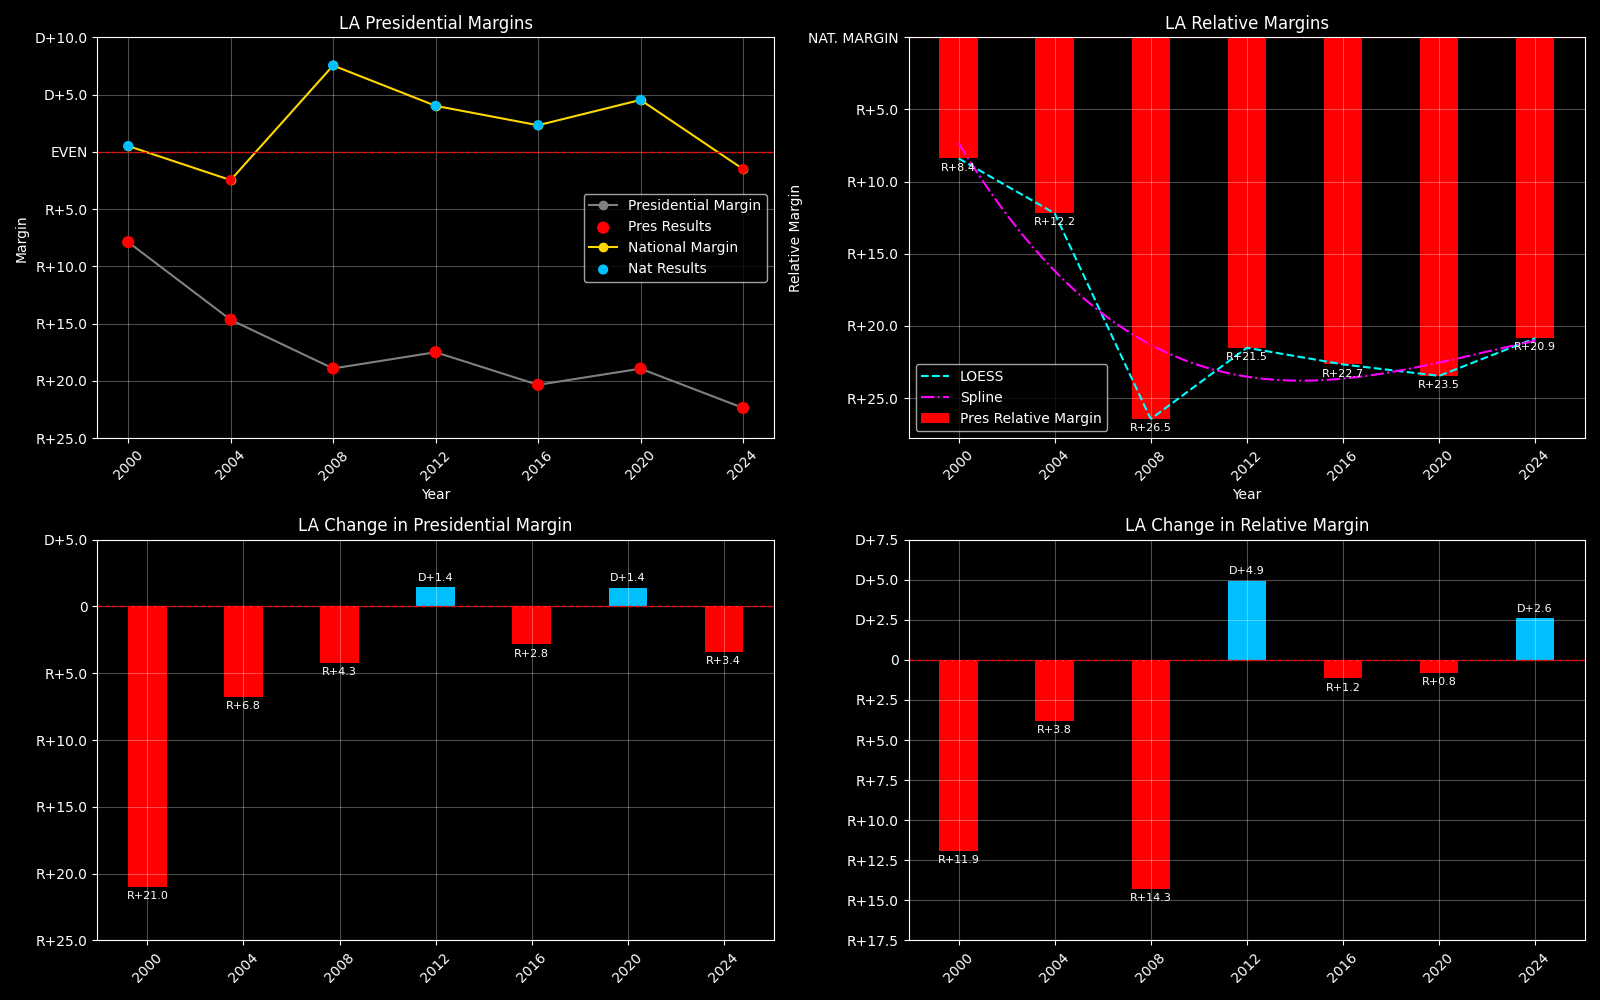 LA Presidential Margins
D+10.0
D+5.0
EVEN
R+5.0
R+10.0
R+15.0
R+20.0
R+25.0
Margin
Presidential Margin
Pres Results
National Margin
Nat Results
2000 2004 2008 2012 2016 2020 2024
Year
LA Relative Margins
NAT. MARGIN
R+5.0
R+10.0
R+15.0
R+20.0
R+25.0
Relative Margin
R+8.4
R+12.2
R+26.5
R+21.5
R+22.7
R+23.5
R+20.9
LOESS
Spline
Pres Relative Margin
2000 2004 2008 2012 2016 2020 2024
Year
LA Change in Presidential Margin
D+5.0
0
R+5.0
R+10.0
R+15.0
R+20.0
R+25.0
R+21.0
R+6.8
R+4.3
D+1.4
R+2.8
D+1.4
R+3.4
2000 2004 2008 2012 2016 2020 2024
LA Change in Relative Margin
D+7.5
D+5.0
D+2.5
0
R+2.5
R+5.0
R+7.5
R+10.0
R+12.5
R+15.0
R+17.5
R+11.9
R+3.8
R+14.3
D+4.9
R+1.2
R+0.8
D+2.6
2000 2004 2008 2012 2016 2020 2024